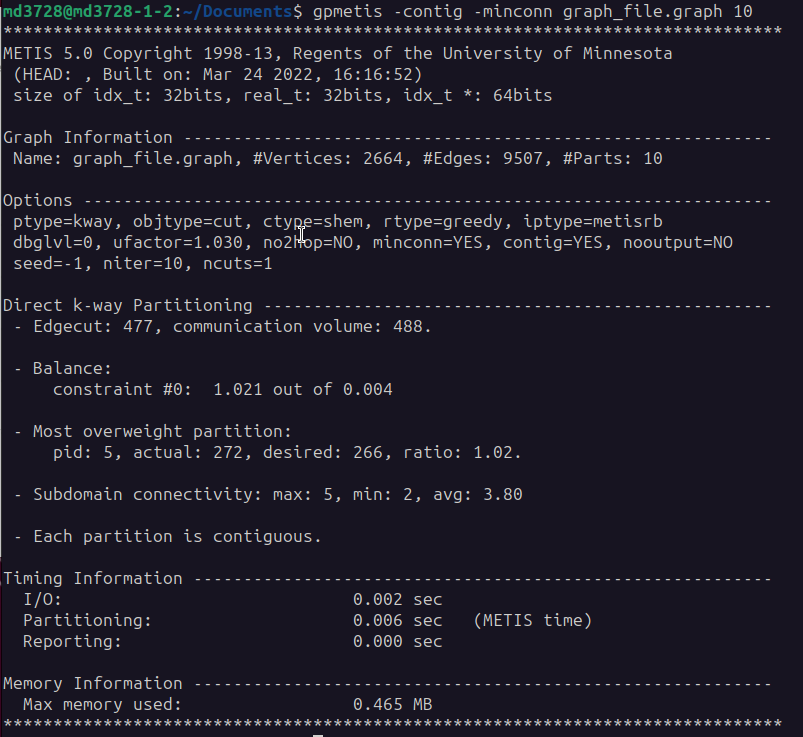 md3728@md3728-1-2:~/Documents$ gpmetis -contig -minconn graph_file.graph 10
******************************************************************************
METIS 5.0 Copyright 1998-13, Regents of the University of Minnesota
 (HEAD: , Built on: Mar 24 2022, 16:16:52)
 size of idx_t: 32bits, real_t: 32bits, idx_t *: 64bits

Graph Information -----------------------------------------------------------
 Name: graph_file.graph, #Vertices: 2664, #Edges: 9507, #Parts: 10

Options ---------------------------------------------------------------------
 ptype=kway, objtype=cut, ctype=shem, rtype=greedy, iptype=metisrb
 dbglvl=0, ufactor=1.030, no2hop=NO, minconn=YES, contig=YES, nooutput=NO
 seed=-1, niter=10, ncuts=1

Direct k-way Partitioning ---------------------------------------------------
 - Edgecut: 477, communication volume: 488.

 - Balance:
     constraint #0:  1.021 out of 0.004

 - Most overweight partition:
     pid: 5, actual: 272, desired: 266, ratio: 1.02.

 - Subdomain connectivity: max: 5, min: 2, avg: 3.80

 - Each partition is contiguous.

Timing Information ----------------------------------------------------------
  I/O:                             0.002 sec
  Partitioning:                    0.006 sec   (METIS time)
  Reporting:                       0.000 sec

Memory Information ----------------------------------------------------------
  Max memory used:                 0.465 MB
******************************************************************************